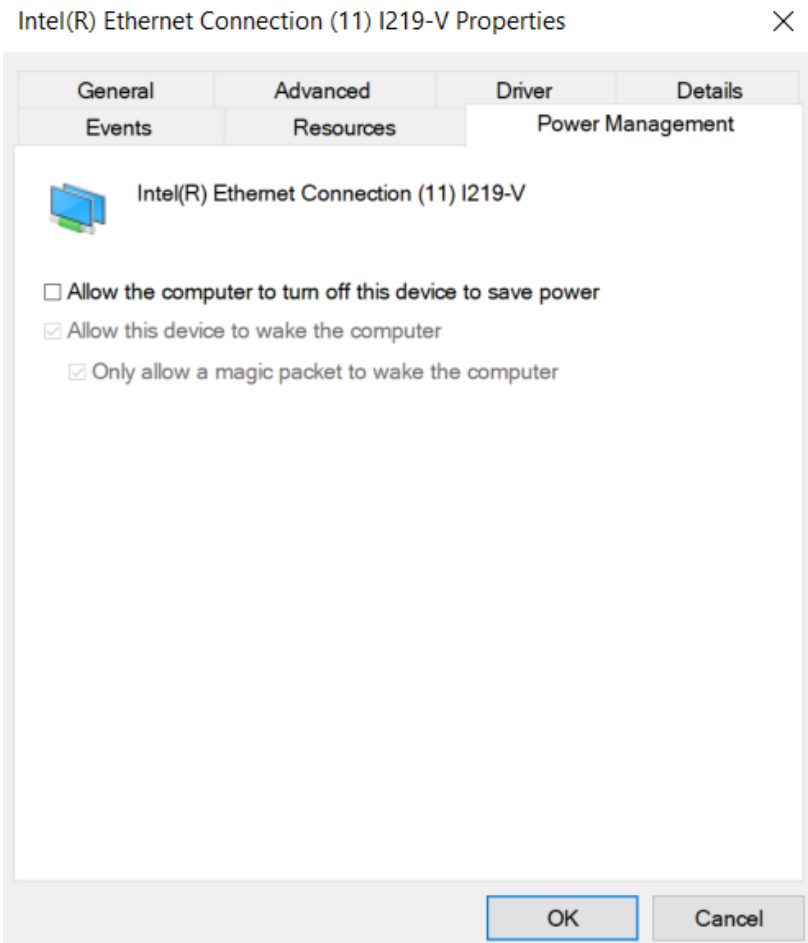 Intel(R) Ethernet Connection (11) I219-V Properties
General Advanced Driver Details
Events Resources Power Management
Intel(R) Ethernet Connection (11) I219-V
Allow the computer to turn off this device to save power
Allow this device to wake the computer
Only allow a magic packet to wake the computer
OK Cancel